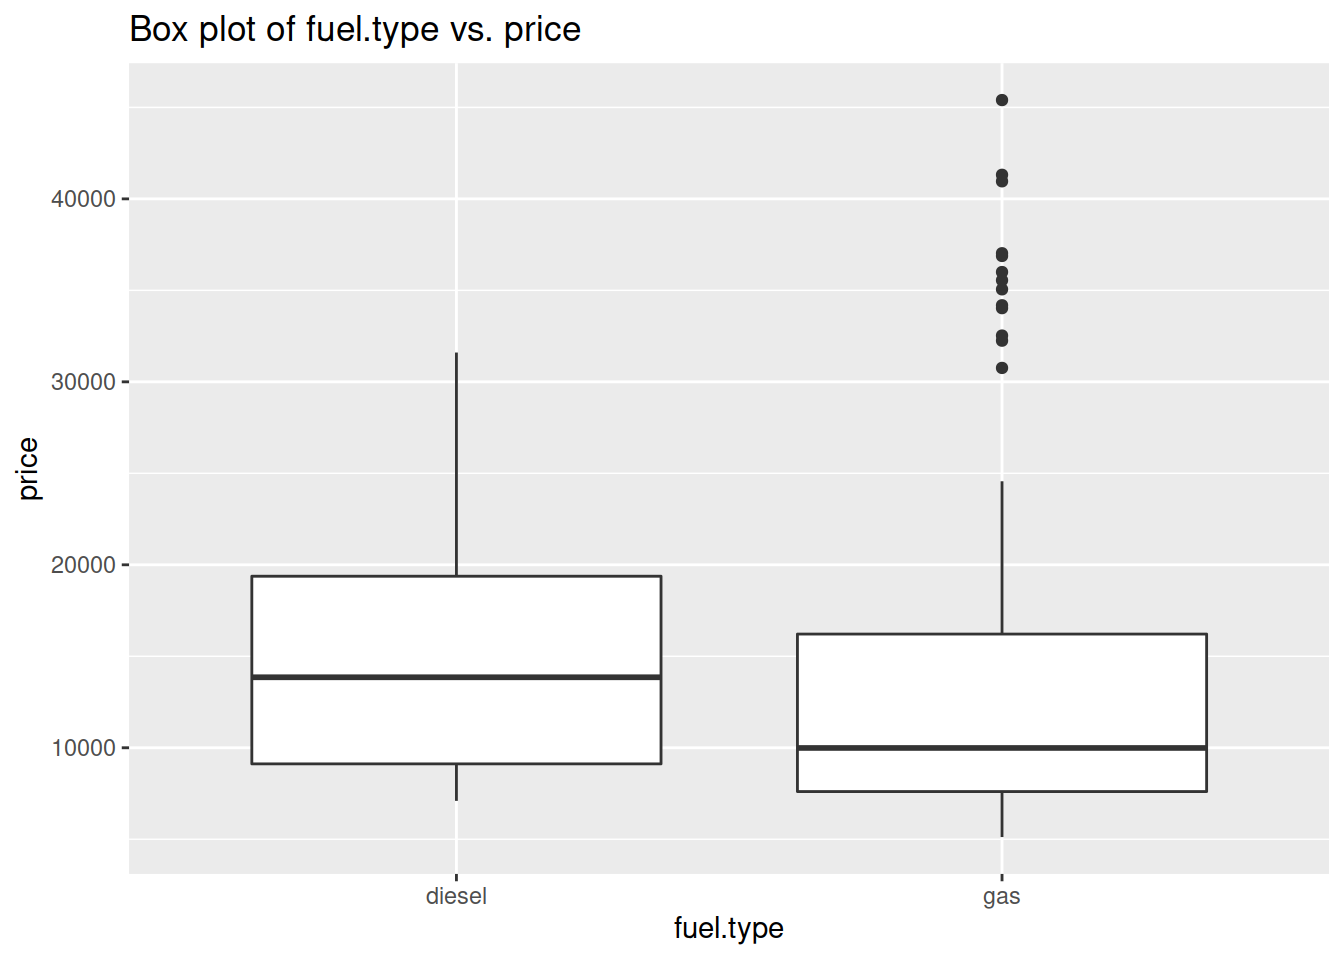 Box plot of fuel.type vs. price
40000
30000
20000
10000
price
diesel gas
fuel.type